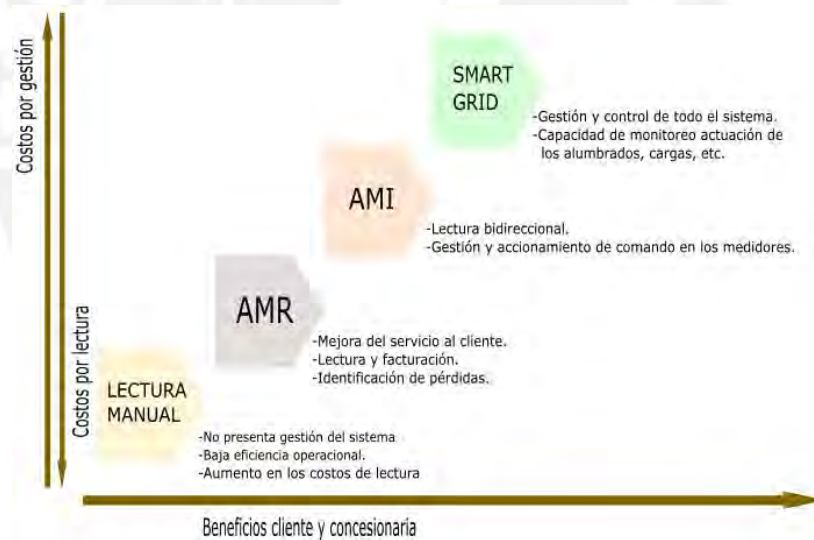 Costos por gestión
Costos por lectura
SMART
GRID
-Gestión y control de todo el sistema.
-Capacidad de monitoreo actuación de
los alumbrados, cargas, etc.
AMI
-Lectura bidireccional.
-Gestión y accionamiento de comando en los medidores.
AMR
-Mejora del servicio al cliente.
-Lectura y facturación.
-Identificación de pérdidas.
LECTURA
MANUAL
-No presenta gestión del sistema
-Baja eficiencia operacional.
-Aumento en los costos de lectura
Beneficios cliente y concesionaria